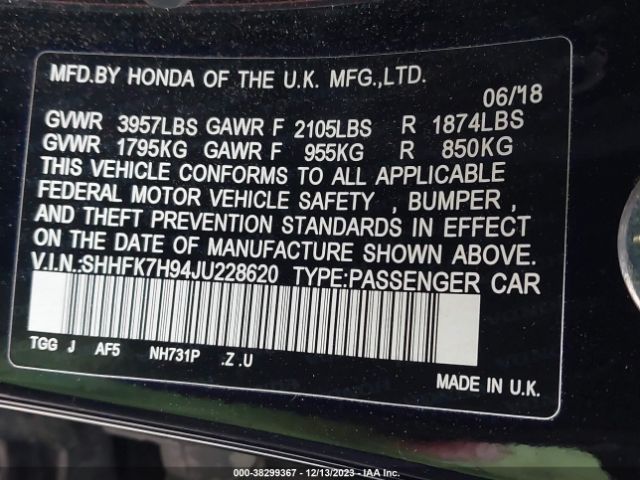 MFD.BY HONDA OF THE U.K. MFG.,LTD.
06/18
GVWR 3957LBS GAWR F 2105LBS R 1874LBS
GVWR 1795KG GAWR F 955KG R 850KG
THIS VEHICLE CONFORMS TO ALL APPLICABLE
FEDERAL MOTOR VEHICLE SAFETY , BUMPER ,
AND THEFT PREVENTION STANDARDS IN EFFECT
ON THE DATE OF MANUFACTURE SHOWN ABOVE.
V.I.N.:SHHFK7H94JU228620 TYPE:PASSENGER CAR
TGG J AF5 NH731P .Z .U
MADE IN U.K.
000-38299367 - 12/13/2023 - IAA Inc.